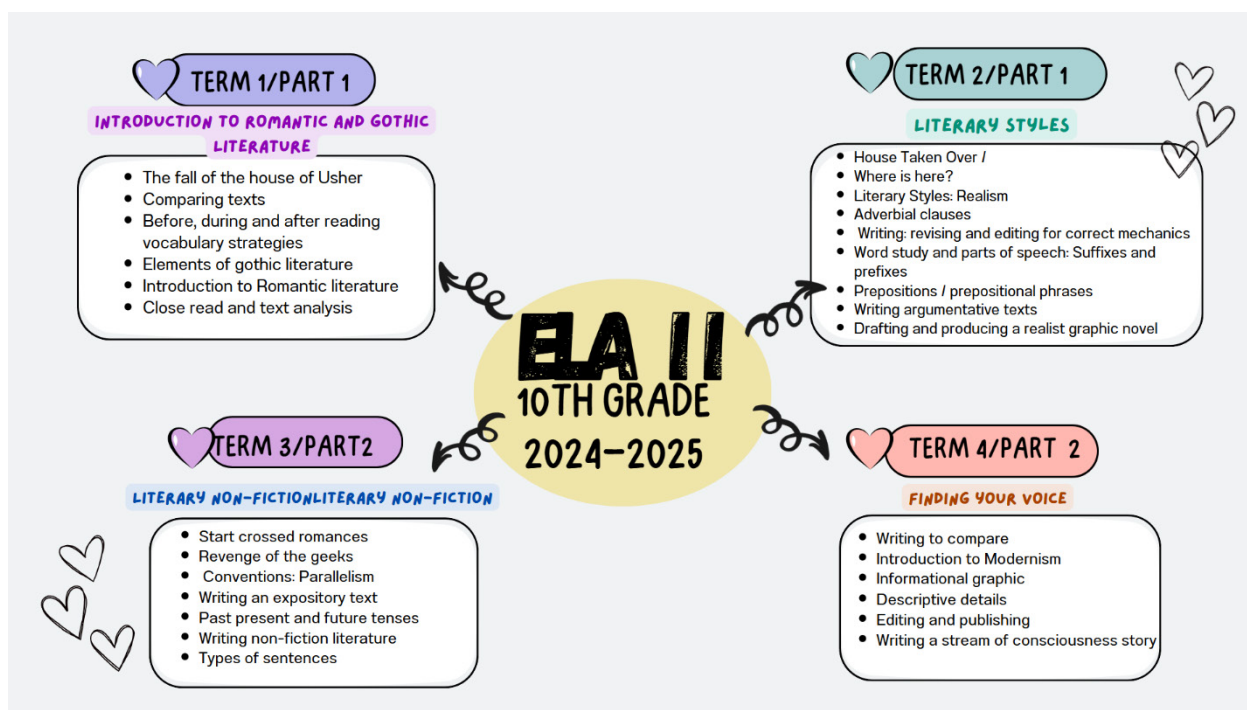 TERM 1/PART 1
INTRODUCTION TO ROMANTIC AND GOTHIC
LITERATURE
• The fall of the house of Usher
• Comparing texts
• Before, during and after reading
vocabulary strategies
• Elements of gothic literature
• Introduction to Romantic literature
• Close read and text analysis
TERM 2/PART 1
LITERARY STYLES
• House Taken Over /
• Where is here?
• Literary Styles: Realism
• Adverbial clauses
• Writing: revising and editing for correct mechanics
• Word study and parts of speech: Suffixes and
prefixes
• Prepositions / prepositional phrases
• Writing argumentative texts
• Drafting and producing a realist graphic novel
ELA II
10TH GRADE
2024-2025
TERM 3/PART2
LITERARY NON-FICTIONLITERARY NON-FICTION
• Start crossed romances
• Revenge of the geeks
• Conventions: Parallelism
• Writing an expository text
• Past present and future tenses
• Writing non-fiction literature
• Types of sentences
TERM 4/PART 2
FINDING YOUR VOICE
• Writing to compare
• Introduction to Modernism
• Informational graphic
• Descriptive details
• Editing and publishing
• Writing a stream of consciousness story